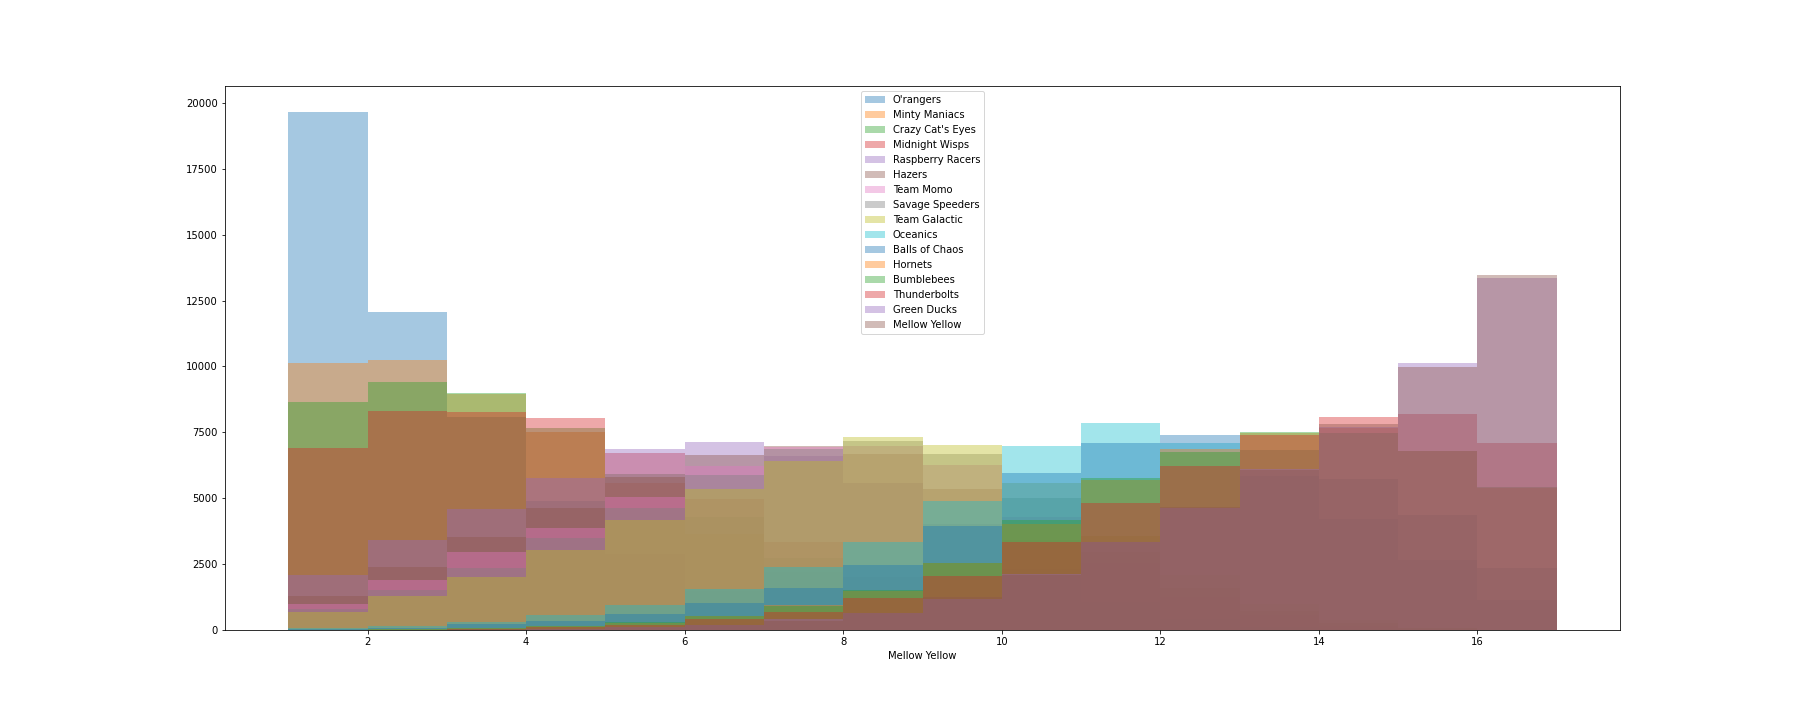 20000
17500
15000
12500
10000
7500
5000
2500
0
O'rangers
Minty Maniacs
Crazy Cat's Eyes
Midnight Wisps
Raspberry Racers
Hazers
Team Momo
Savage Speeders
Team Galactic
Oceanics
Balls of Chaos
Hornets
Bumblebees
Thunderbolts
Green Ducks
Mellow Yellow
2 4 6 8 10 12 14 16
Mellow Yellow